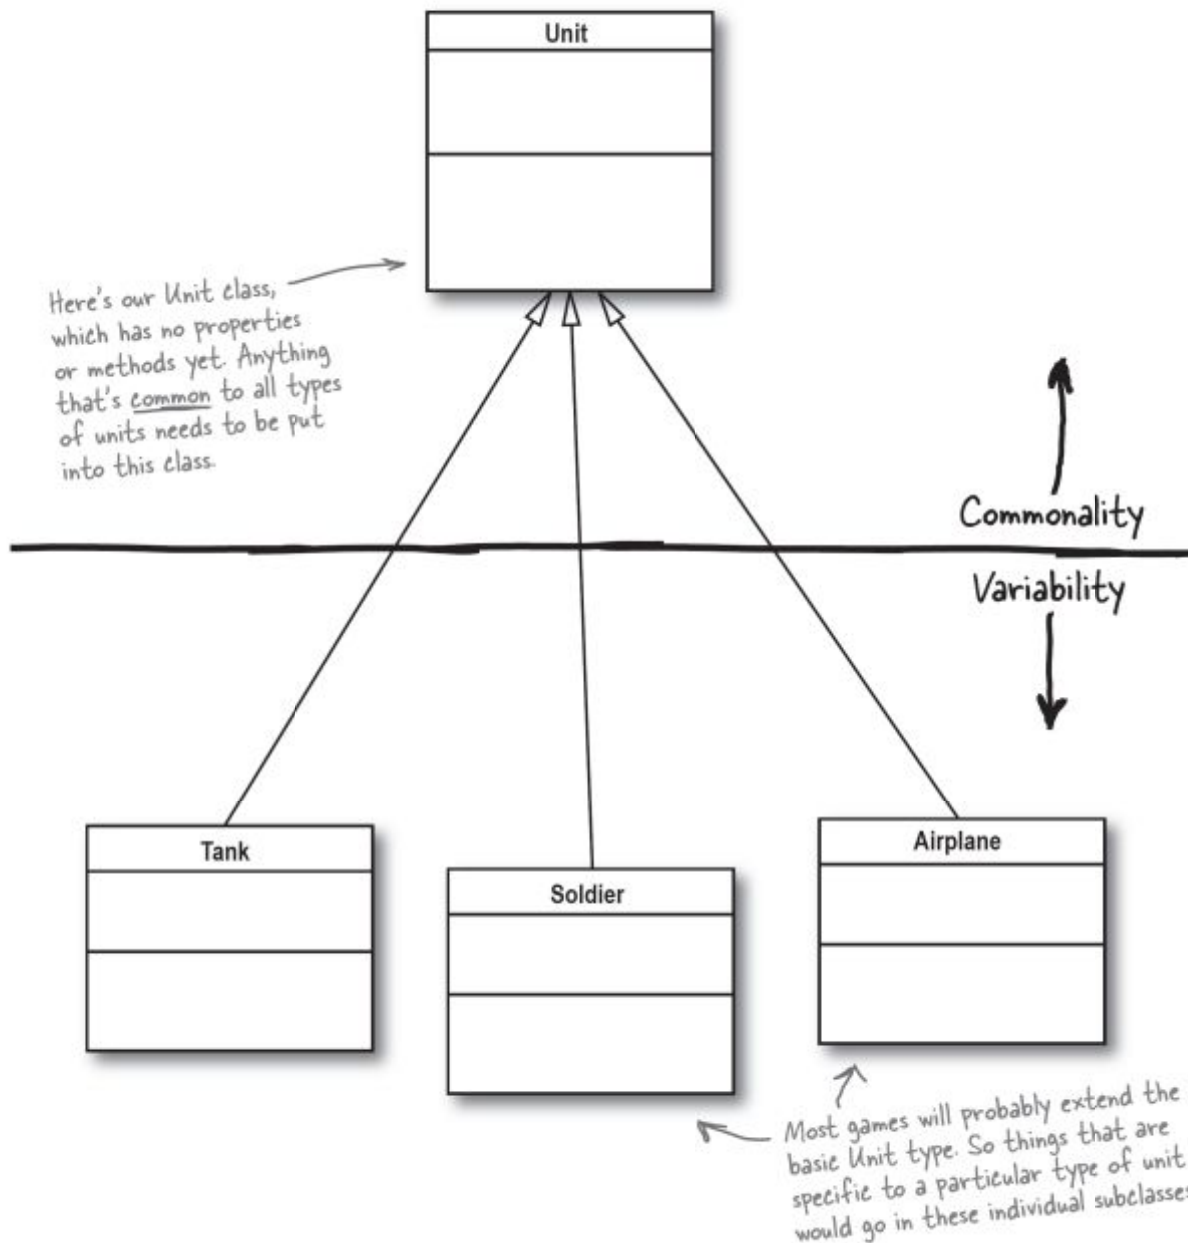 Unit
Here's our Unit class,
which has no properties
or methods yet. Anything
that's common to all types
of units needs to be put
into this class.
Commonality
Variability
Tank
Soldier
Airplane
Most games will probably extend the
basic Unit type. So things that are
specific to a particular type of unit
would go in these individual subclasses